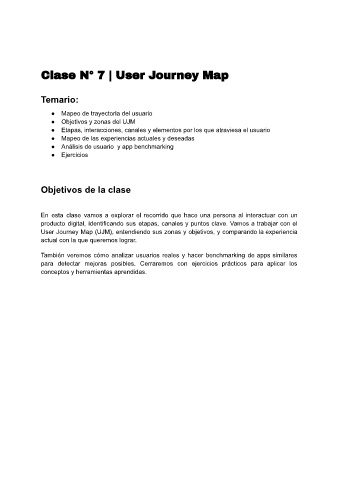 Clase N° 7 | User Journey Map
Temario:
● Mapeo de trayectoria del usuario
● Objetivos y zonas del UJM
● Etapas, interacciones, canales y elementos por los que atraviesa el usuario
● Mapeo de las experiencias actuales y deseadas
● Análisis de usuario y app benchmarking
● Ejercicios
Objetivos de la clase
En esta clase vamos a explorar el recorrido que hace una persona al interactuar con un
producto digital, identificando sus etapas, canales y puntos clave. Vamos a trabajar con el
User Journey Map (UJM), entendiendo sus zonas y objetivos, y comparando la experiencia
actual con la que queremos lograr.
También veremos cómo analizar usuarios reales y hacer benchmarking de apps similares
para detectar mejoras posibles. Cerraremos con ejercicios prácticos para aplicar los
conceptos y herramientas aprendidas.